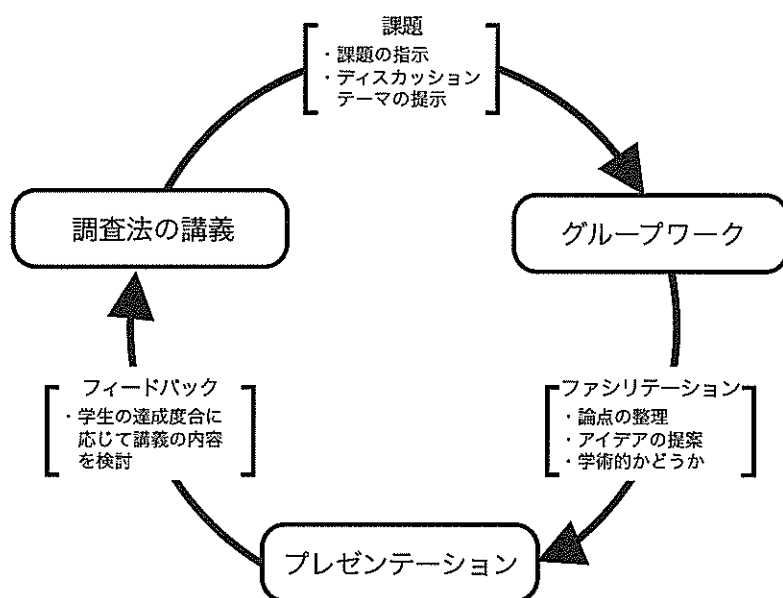 課題
・課題の指示
・ディスカッション
テーマの提示
調査法の講義
グループワーク
フィードバック
・学生の達成度合に
応じて講義の内容
を検討
ファシリテーション
・論点の整理
・アイデアの提案
・学術的かどうか
プレゼンテーション